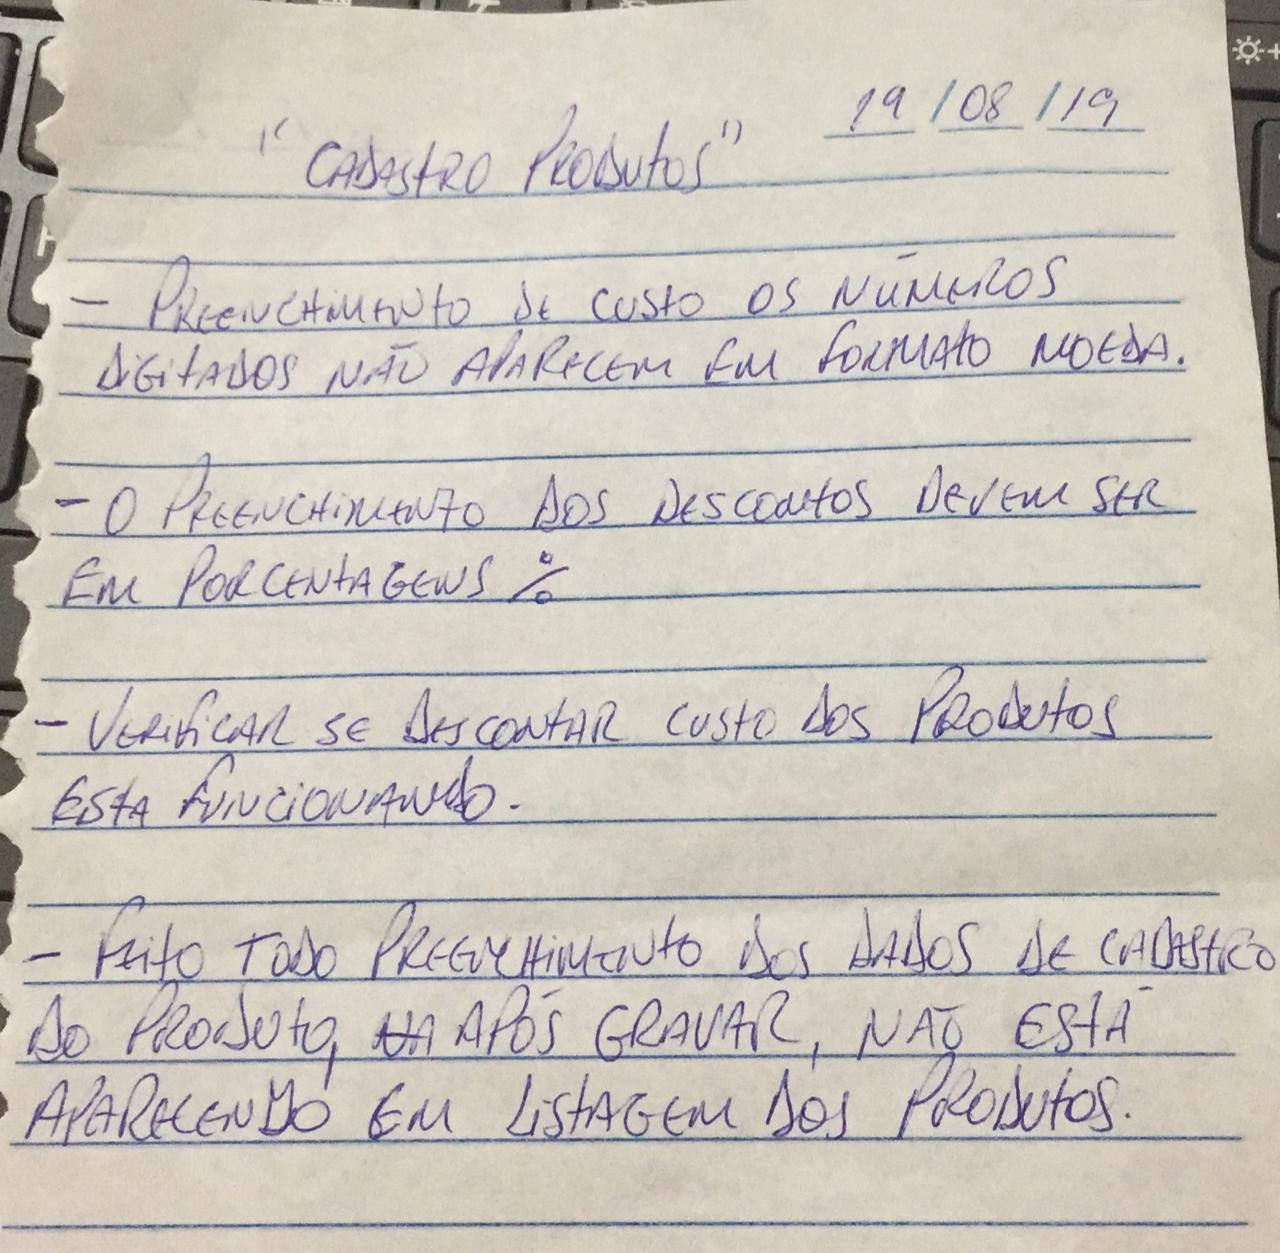 19/08/19
"CADASTRO PRODUTOS"
- PREENCHIMENTO DE CUSTO OS NÚMEROS
DIGITADOS NÃO APARECEM EM FORMATO MOEDA.
- O PREENCHIMENTO DOS DESCONTOS DEVEM SER
EM PORCENTAGENS %
- VERIFICAR SE DESCONTAR CUSTO DOS PRODUTOS
ESTA FUNCIONANDO.
- FEITO TODO PREENCHIMENTO DOS DADOS DE CADASTRO
DO PRODUTO, APÓS GRAVAR, NÃO ESTÁ
APARECENDO EM LISTAGEM DOS PRODUTOS.